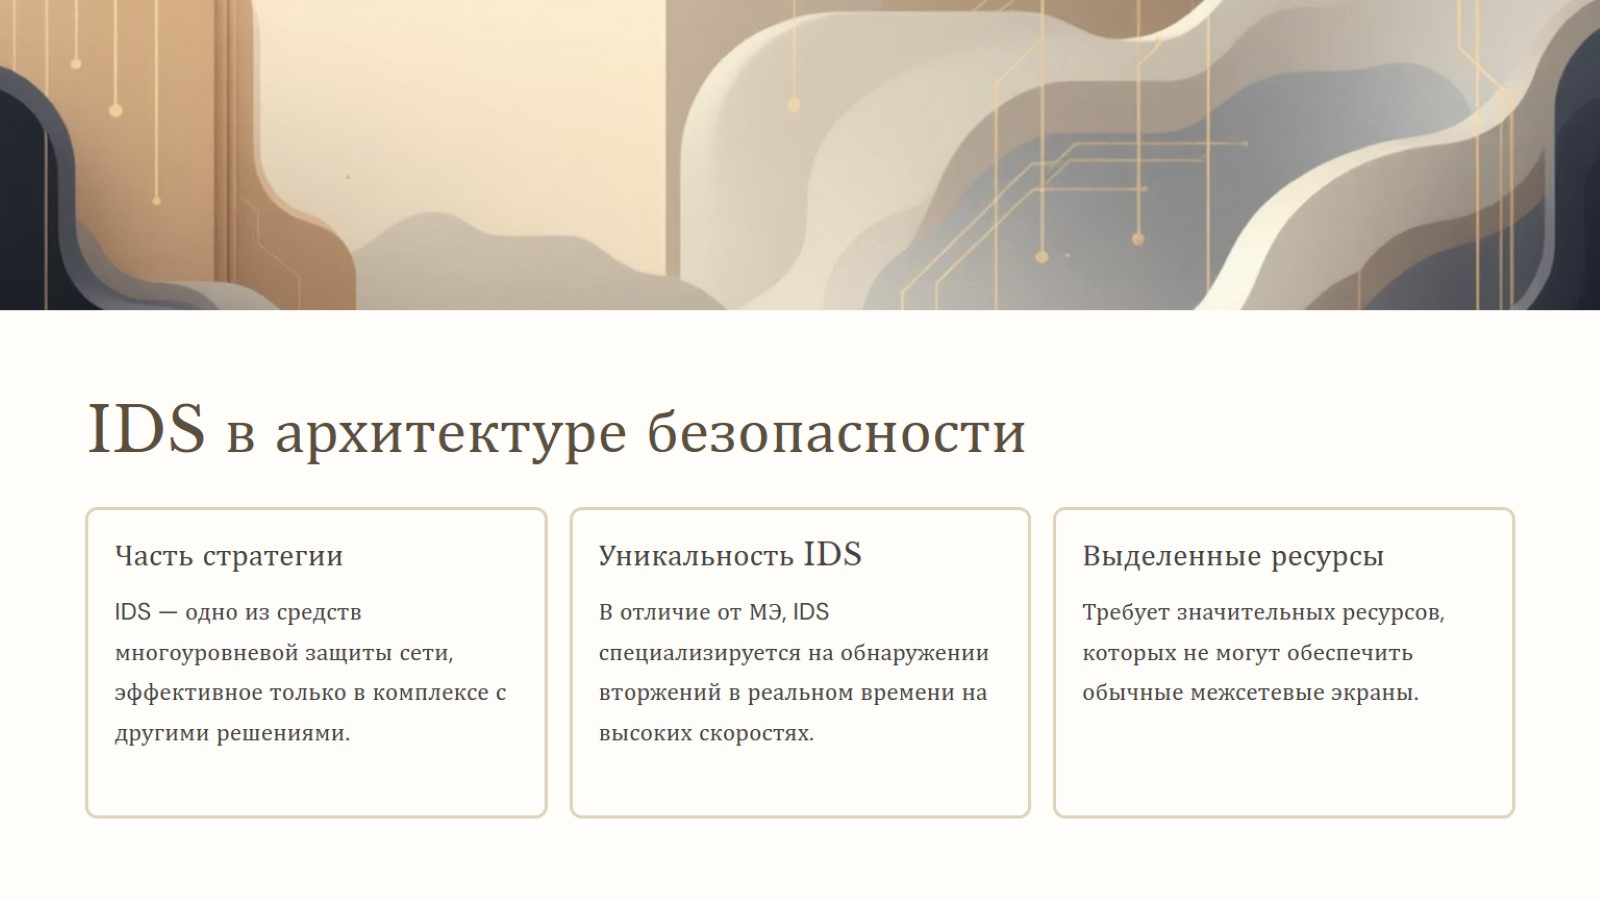 IDS в архитектуре безопасности
Часть стратегии
IDS — одно из средств
многоуровневой защиты сети,
эффективное только в комплексе с
другими решениями.
Уникальность IDS
В отличие от МЭ, IDS
специализируется на обнаружении
вторжений в реальном времени на
высоких скоростях.
Выделенные ресурсы
Требует значительных ресурсов,
которых не могут обеспечить
обычные межсетевые экраны.